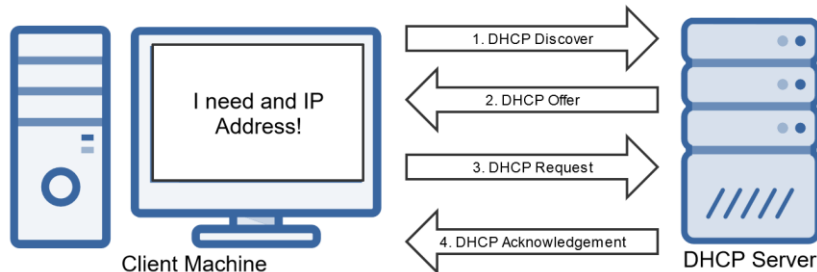 1. DHCP Discover
I need and IP
Address!
2. DHCP Offer
3. DHCP Request
4. DHCP Acknowledgement
Client Machine
DHCP Server